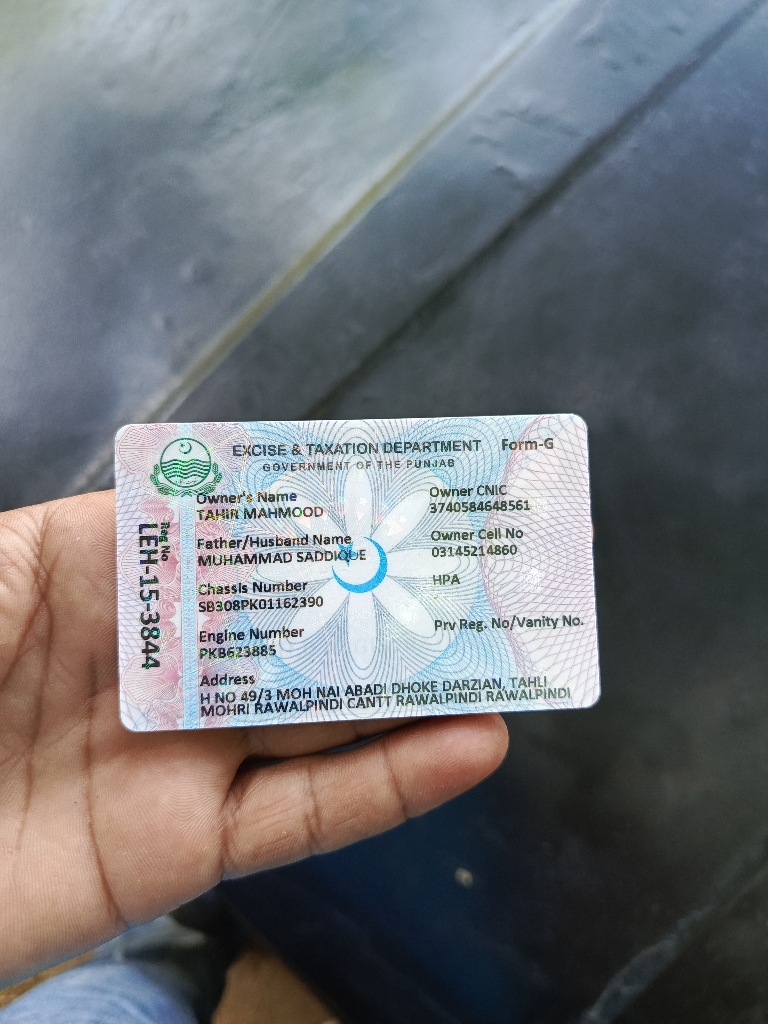 EXCISE & TAXATION DEPARTMENT Form-G
GOVERNMENT OF THE PUNJAB
Reg No
LEH-15-3844
Owner's Name
TAHIR MAHMOOD
Father/Husband Name
MUHAMMAD SADDIQUE
Chassis Number
SB308PK01162390
Engine Number
PKB623885
Owner CNIC
3740584648561
Owner Cell No
03145214860
HPA
Prv Reg. No/Vanity No.
Address
H NO 49/3 MOH NAI ABADI DHOKE DARZIAN, TAHLI
MOHRI RAWALPINDI CANTT RAWALPINDI RAWALPINDI